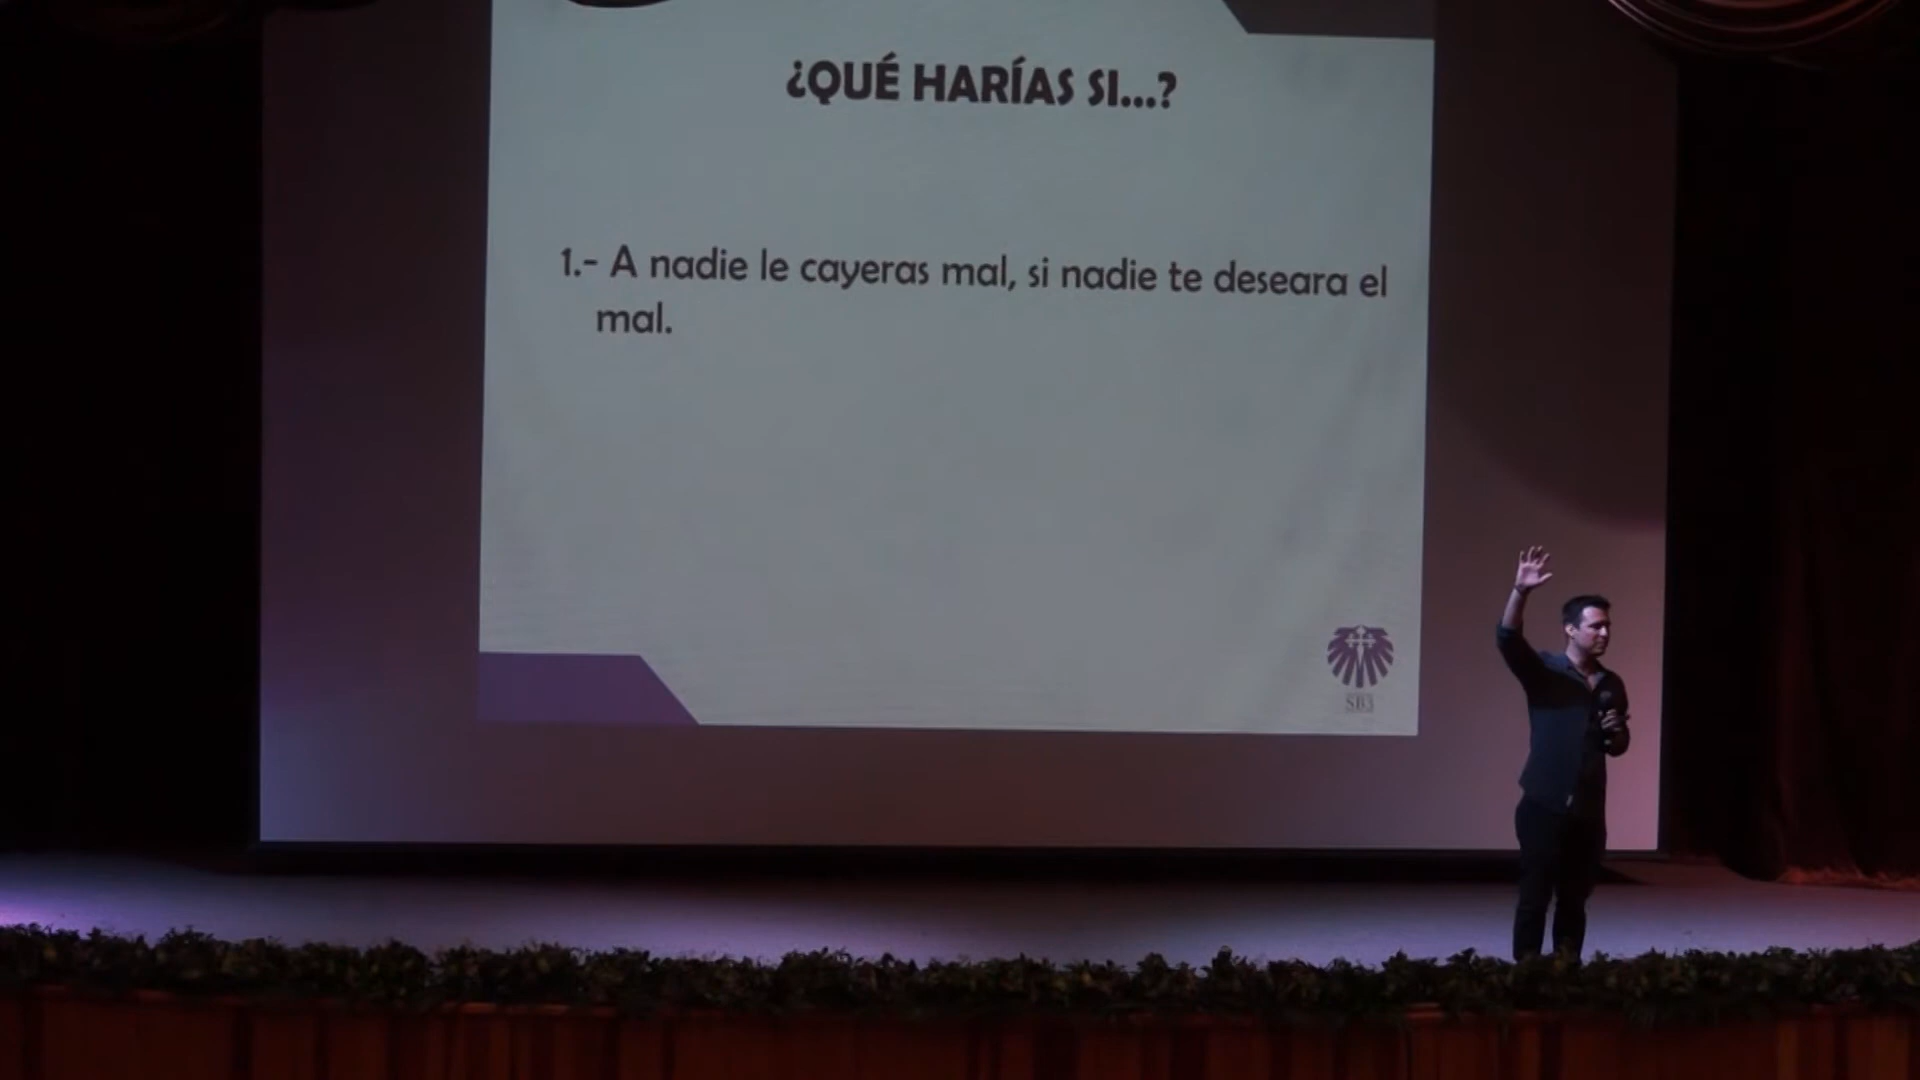 ¿QUÉ HARÍAS SI...?
1.- A nadie le cayeras mal, si nadie te deseara el
mal.
SB3